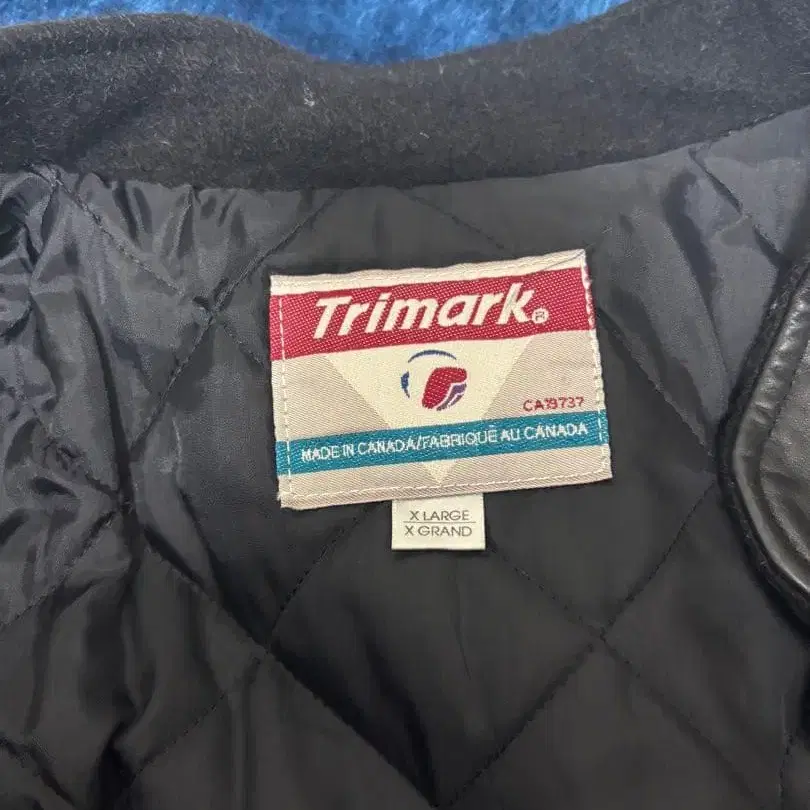 Trimark®
CA19737
MADE IN CANADA/FABRIQUÉ AU CANADA
X LARGE
X GRAND